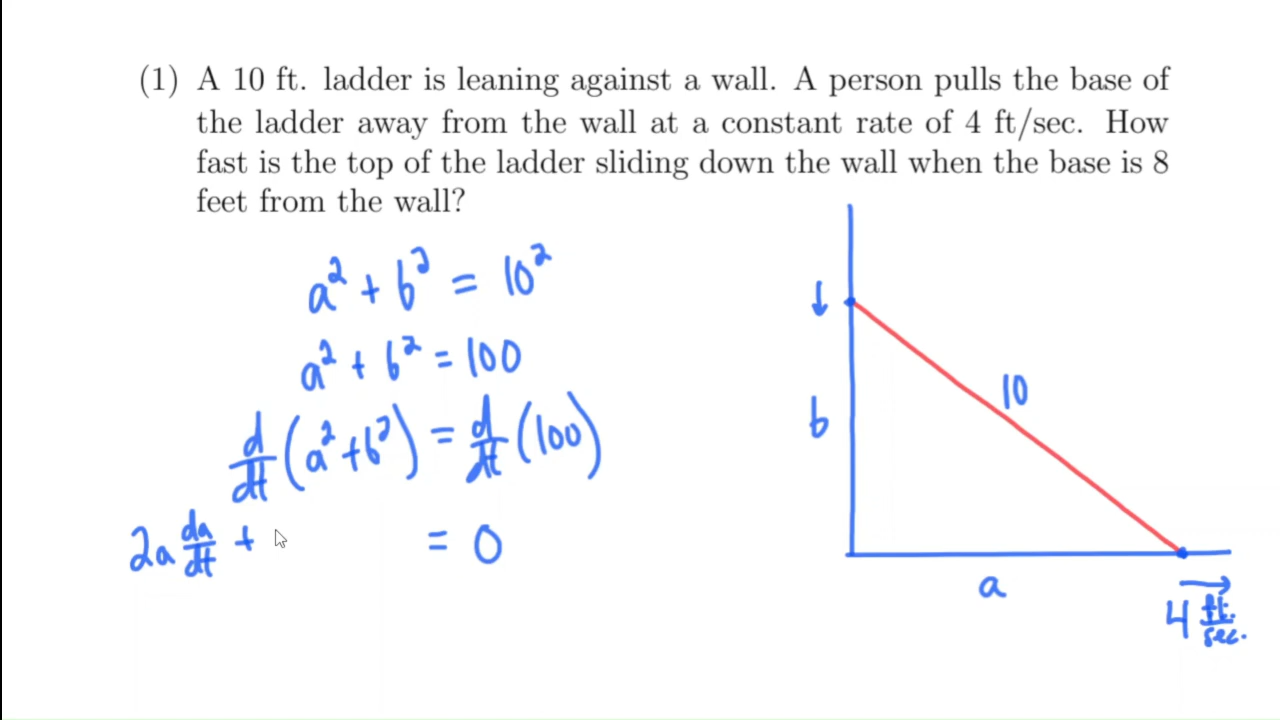 (1) A 10 ft. ladder is leaning against a wall. A person pulls the base of
the ladder away from the wall at a constant rate of 4 ft/sec. How
fast is the top of the ladder sliding down the wall when the base is 8
feet from the wall?
a² + b² = 10²
a² + b² = 100
d/dt (a² + b²) = d/dt (100)
2a da/dt + = 0
↓
b
10
a
→
4 ft./sec.